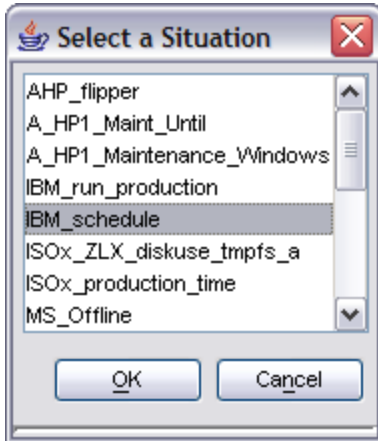 Select a Situation
AHP_flipper
A_HP1_Maint_Until
A_HP1_Maintenance_Windows
IBM_run_production
IBM_schedule
ISOx_ZLX_diskuse_tmpfs_a
ISOx_production_time
MS_Offline
OK
Cancel